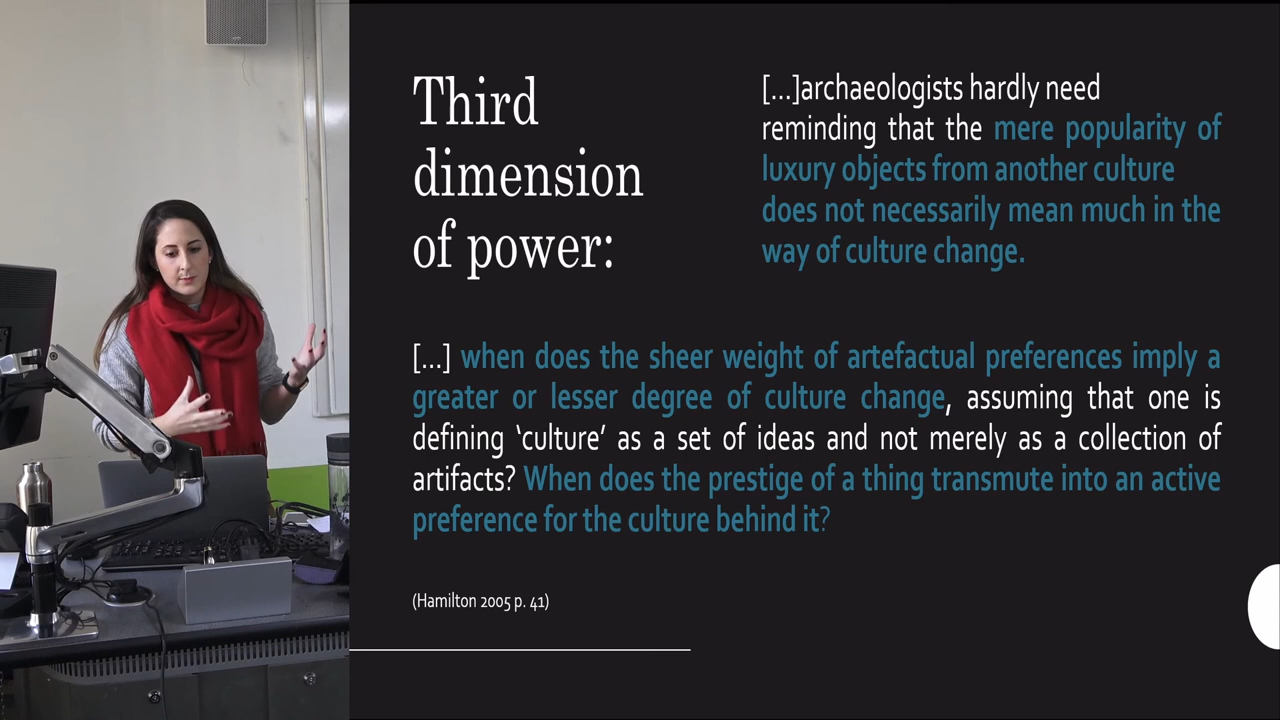 Third
dimension
of power:
[...]archaeologists hardly need
reminding that the mere popularity of
luxury objects from another culture
does not necessarily mean much in the
way of culture change.
[...] when does the sheer weight of artefactual preferences imply a
greater or lesser degree of culture change, assuming that one is
defining ‘culture’ as a set of ideas and not merely as a collection of
artifacts? When does the prestige of a thing transmute into an active
preference for the culture behind it?
(Hamilton 2005 p. 41)